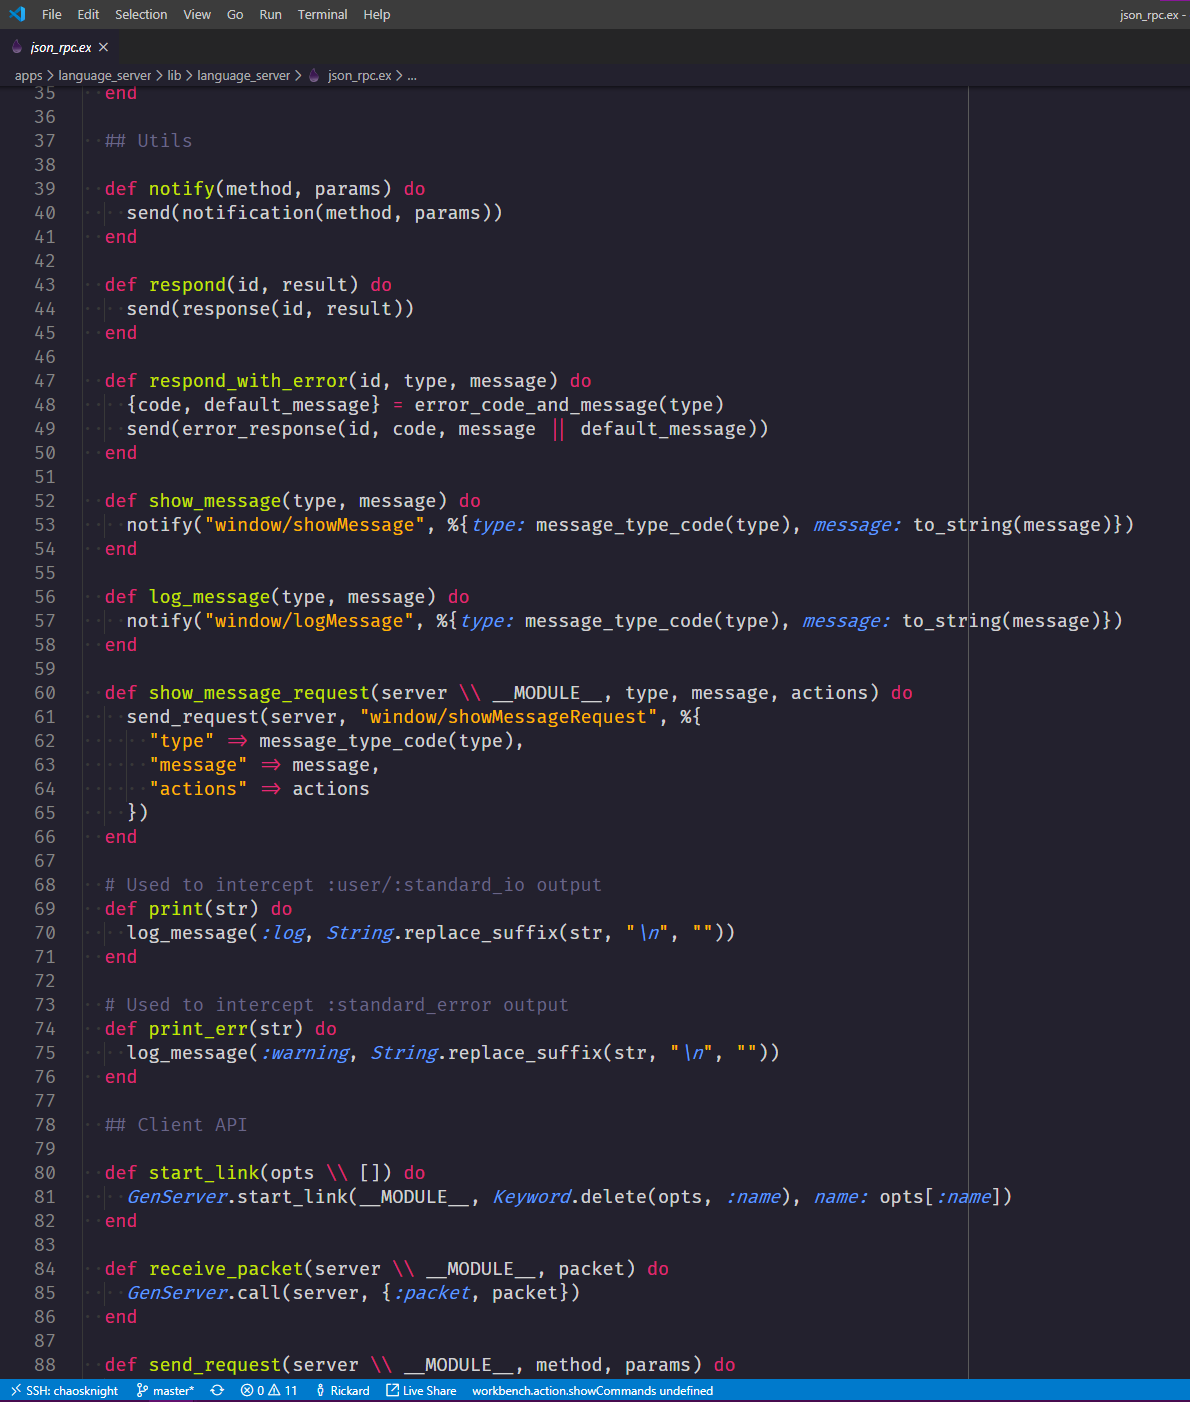 File Edit Selection View Go Run Terminal Help json_rpc.ex -
json_rpc.ex ×
apps > language_server > lib > language_server > json_rpc.ex > ...
35 end
36
37 ## Utils
38
39 def notify(method, params) do
40 send(notification(method, params))
41 end
42
43 def respond(id, result) do
44 send(response(id, result))
45 end
46
47 def respond_with_error(id, type, message) do
48 {code, default_message} = error_code_and_message(type)
49 send(error_response(id, code, message || default_message))
50 end
51
52 def show_message(type, message) do
53 notify("window/showMessage", %{type: message_type_code(type), message: to_string(message)})
54 end
55
56 def log_message(type, message) do
57 notify("window/logMessage", %{type: message_type_code(type), message: to_string(message)})
58 end
59
60 def show_message_request(server \\ __MODULE__, type, message, actions) do
61 send_request(server, "window/showMessageRequest", %{
62 "type" => message_type_code(type),
63 "message" => message,
64 "actions" => actions
65 })
66 end
67
68 # Used to intercept :user/:standard_io output
69 def print(str) do
70 log_message(:log, String.replace_suffix(str, "\n", ""))
71 end
72
73 # Used to intercept :standard_error output
74 def print_err(str) do
75 log_message(:warning, String.replace_suffix(str, "\n", ""))
76 end
77
78 ## Client API
79
80 def start_link(opts \\ []) do
81 GenServer.start_link(__MODULE__, Keyword.delete(opts, :name), name: opts[:name])
82 end
83
84 def receive_packet(server \\ __MODULE__, packet) do
85 GenServer.call(server, {:packet, packet})
86 end
87
88 def send_request(server \\ __MODULE__, method, params) do
SSH: chaosknight master* 0 11 Rickard Live Share workbench.action.showCommands undefined